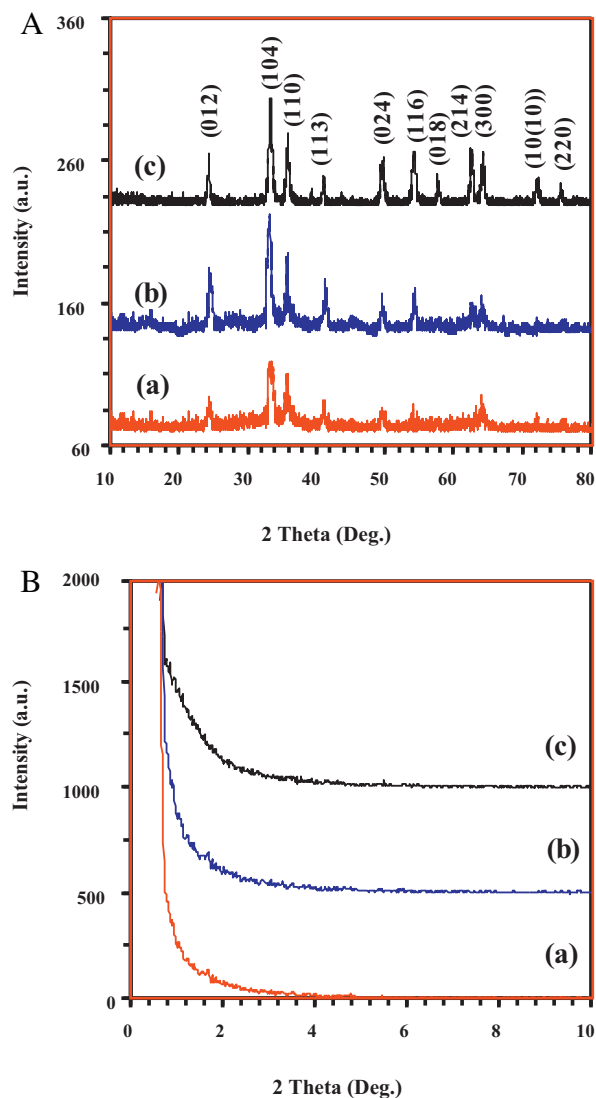 A
360
260
160
60
Intensity (a.u.)
(012)
(104)
(110)
(113)
(024)
(116)
(018)
(214)
(300)
(10(10))
(220)
(c)
(b)
(a)
10 20 30 40 50 60 70 80
2 Theta (Deg.)
B
2000
1500
1000
500
0
Intensity (a.u.)
(c)
(b)
(a)
0 2 4 6 8 10
2 Theta (Deg.)